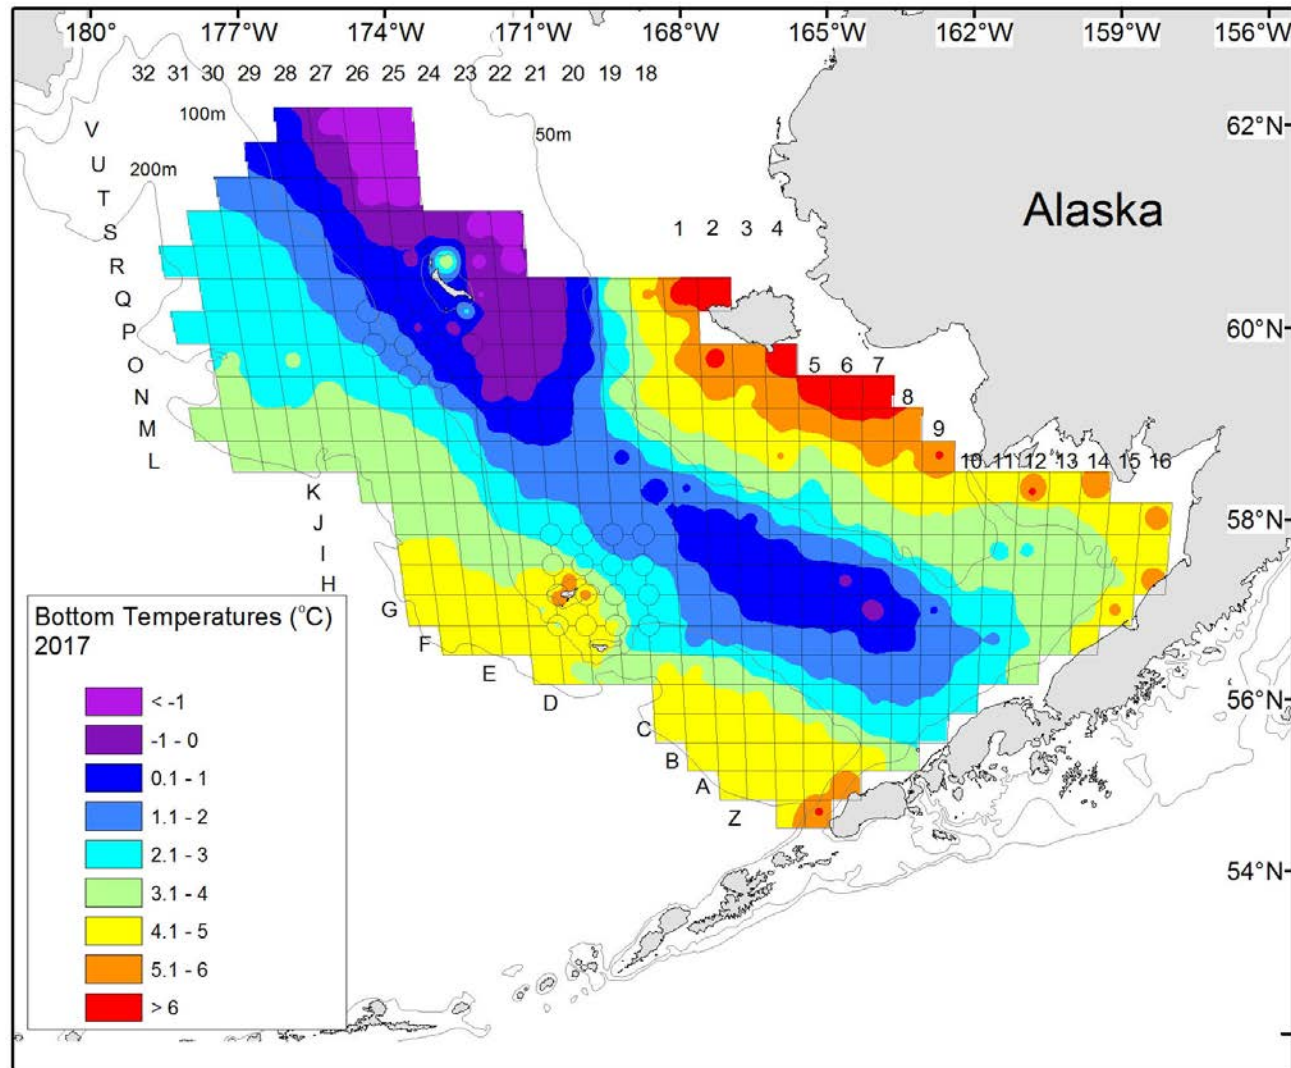 180° 177°W 174°W 171°W 168°W 165°W 162°W 159°W 156°W
32 31 30 29 28 27 26 25 24 23 22 21 20 19 18
100m
62°N
V
50m
U
200m
T
Alaska
S
1 2 3 4
R
Q
60°N
P
O
5 6 7
N
8
M
9
L
10 11 12 13 14 15 16
K
J
58°N
I
H
Bottom Temperatures (°C)
2017
G
F
E
D
56°N
C
B
A
Z
< -1
-1 - 0
0.1 - 1
1.1 - 2
2.1 - 3
3.1 - 4
4.1 - 5
5.1 - 6
> 6
54°N